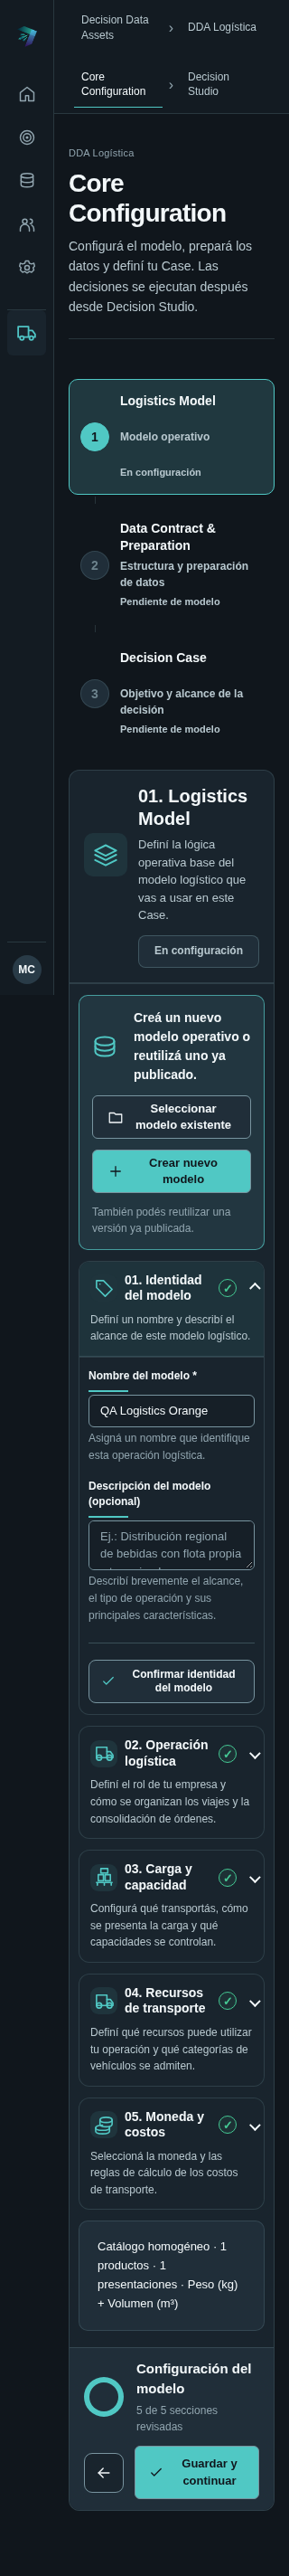 Decision Data
Assets
DDA Logística
Core
Configuration
Decision
Studio
DDA Logística
Core
Configuration
Configurá el modelo, prepará los
datos y definí tu Case. Las
decisiones se ejecutan después
desde Decision Studio.
Logistics Model
1
Modelo operativo
En configuración
Data Contract &
Preparation
2
Estructura y preparación
de datos
Pendiente de modelo
Decision Case
3
Objetivo y alcance de la
decisión
Pendiente de modelo
01. Logistics
Model
Definí la lógica
operativa base del
modelo logístico que
vas a usar en este
Case.
En configuración
MC
Creá un nuevo
modelo operativo o
reutilizá uno ya
publicado.
Seleccionar
modelo existente
Crear nuevo
modelo
También podés reutilizar una
versión ya publicada.
01. Identidad
del modelo
Definí un nombre y describí el
alcance de este modelo logístico.
Nombre del modelo *
QA Logistics Orange
Asigná un nombre que identifique
esta operación logística.
Descripción del modelo
(opcional)
Ej.: Distribución regional
de bebidas con flota propia
Describí brevemente el alcance,
el tipo de operación y sus
principales características.
Confirmar identidad
del modelo
02. Operación
logística
Definí el rol de tu empresa y
cómo se organizan los viajes y la
consolidación de órdenes.
03. Carga y
capacidad
Configurá qué transportás, cómo
se presenta la carga y qué
capacidades se controlan.
04. Recursos
de transporte
Definí qué recursos puede utilizar
tu operación y qué categorías de
vehículos se admiten.
05. Moneda y
costos
Seleccioná la moneda y las
reglas de cálculo de los costos
de transporte.
Catálogo homogéneo · 1
productos · 1
presentaciones · Peso (kg)
+ Volumen (m³)
Configuración del
modelo
5 de 5 secciones
revisadas
Guardar y
continuar